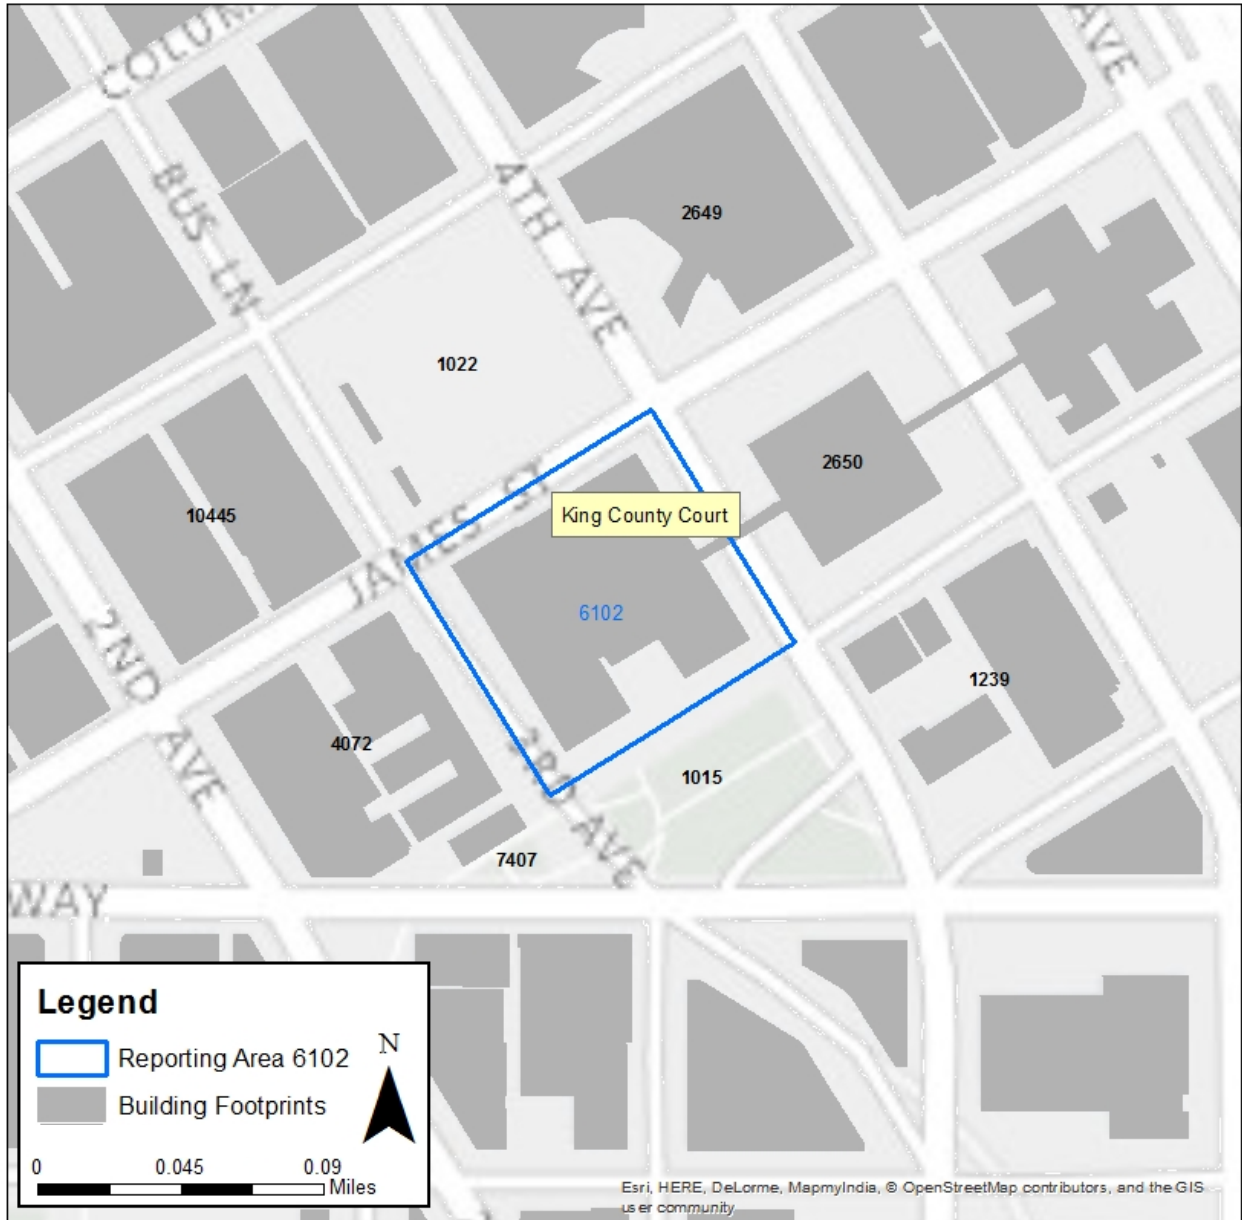 COLUM
AVE
BUS LN
4TH AVE
2649
1022
2650
10445
JAMES ST
King County Court
6102
2ND AVE
4072
1239
3RD AVE
1015
7407
WAY
Legend
Reporting Area 6102
Building Footprints
N
0 0.045 0.09
Miles
Esri, HERE, DeLorme, MapmyIndia, © OpenStreetMap contributors, and the GIS
user community